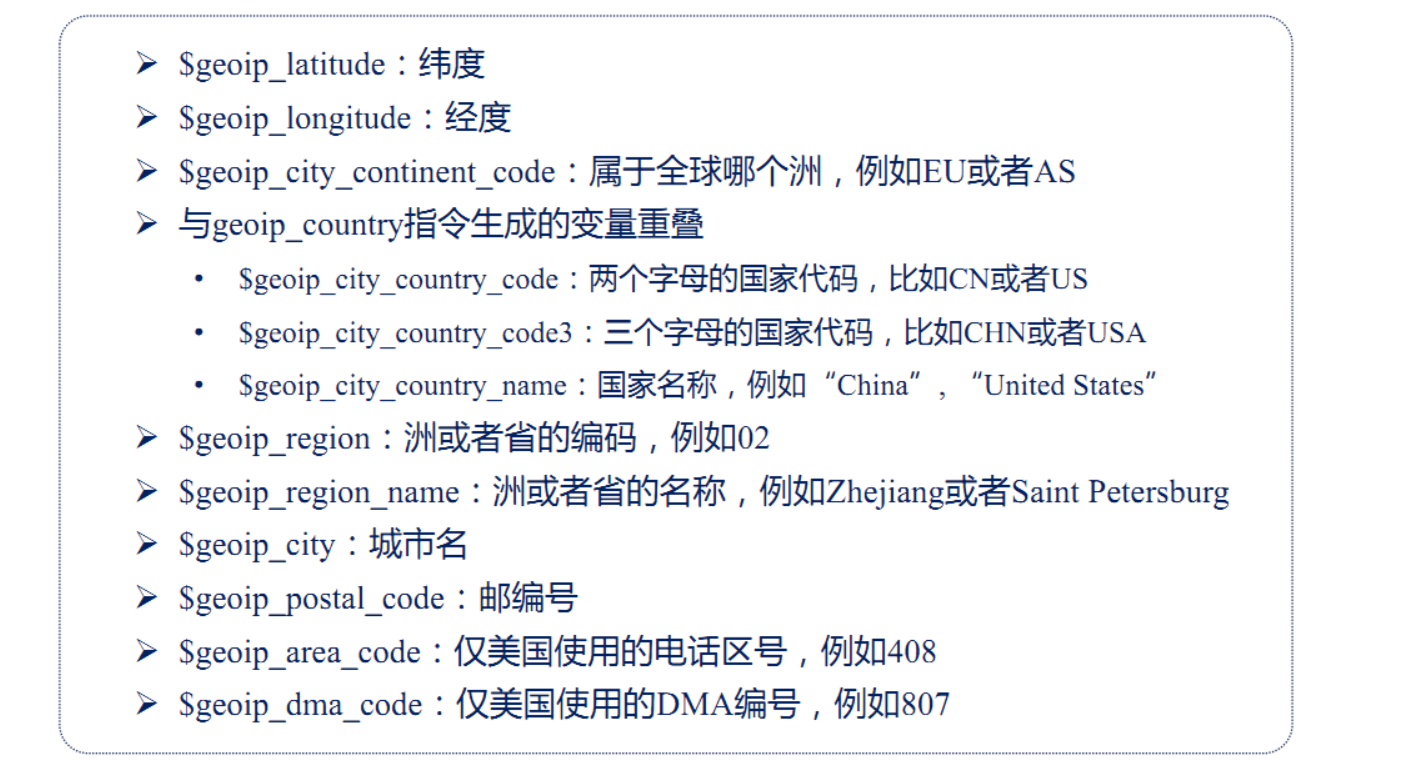 ➢ $geoip_latitude：纬度
➢ $geoip_longitude：经度
➢ $geoip_city_continent_code：属于全球哪个洲，例如EU或者AS
➢ 与geoip_country指令生成的变量重叠
• $geoip_city_country_code：两个字母的国家代码，比如CN或者US
• $geoip_city_country_code3：三个字母的国家代码，比如CHN或者USA
• $geoip_city_country_name：国家名称，例如“China”，“United States”
➢ $geoip_region：洲或者省的编码，例如02
➢ $geoip_region_name：洲或者省的名称，例如Zhejiang或者Saint Petersburg
➢ $geoip_city：城市名
➢ $geoip_postal_code：邮编号
➢ $geoip_area_code：仅美国使用的电话区号，例如408
➢ $geoip_dma_code：仅美国使用的DMA编号，例如807